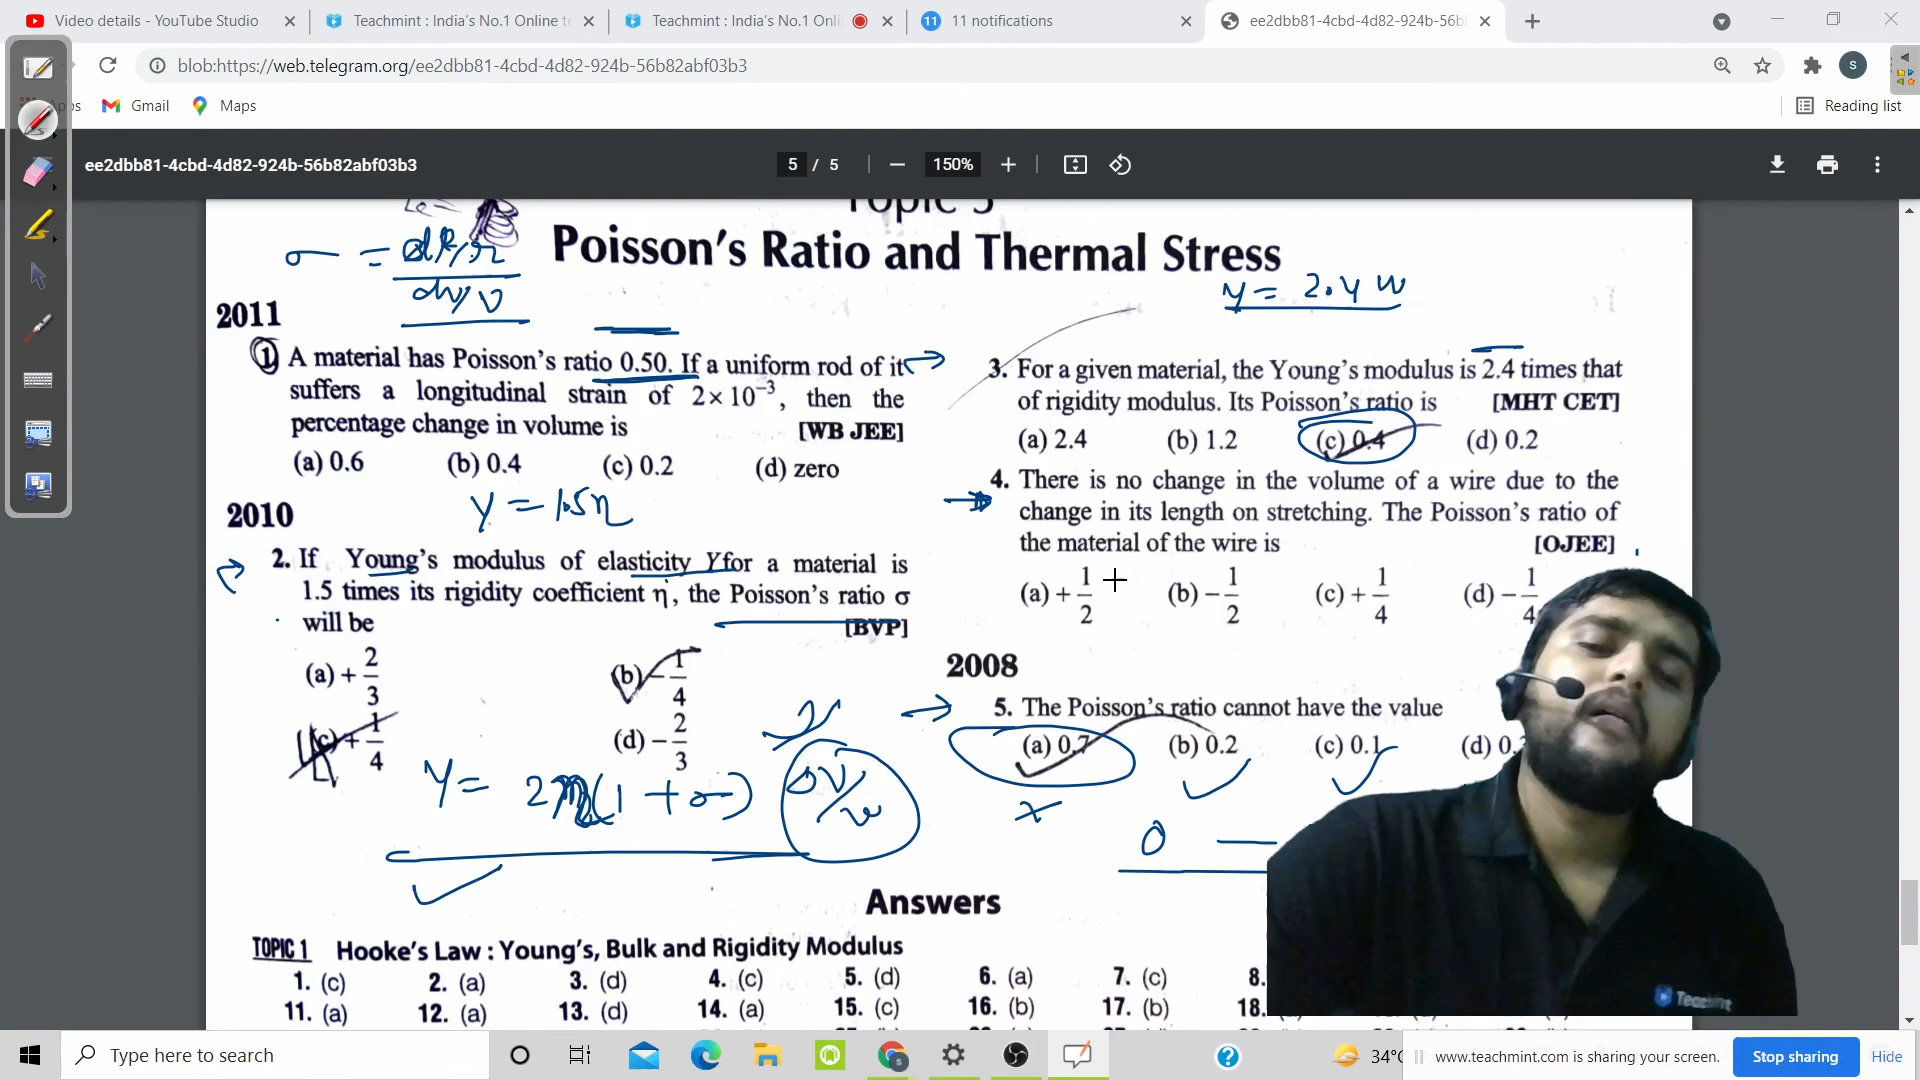 Video details - YouTube Studio
Teachmint : India's No.1 Online t
Teachmint : India's No.1 Onli
11 notifications
ee2dbb81-4cbd-4d82-924b-56b
blob:https://web.telegram.org/ee2dbb81-4cbd-4d82-924b-56b82abf03b3
Gmail
Maps
Reading list
ee2dbb81-4cbd-4d82-924b-56b82abf03b3
5 / 5
150%
Poisson's Ratio and Thermal Stress
2011
1. A material has Poisson's ratio 0.50. If a uniform rod of it
suffers a longitudinal strain of 2×10⁻³, then the
percentage change in volume is [WB JEE]
(a) 0.6 (b) 0.4 (c) 0.2 (d) zero
Y = 1.5η
2010
2. If Young's modulus of elasticity Y for a material is
1.5 times its rigidity coefficient η, the Poisson's ratio σ
will be [BVP]
(a) + 2/3 (b) - 1/4
(c) + 1/4 (d) - 2/3
Y = 2η(1 + σ)
3. For a given material, the Young's modulus is 2.4 times that
of rigidity modulus. Its Poisson's ratio is [MHT CET]
(a) 2.4 (b) 1.2 (c) 0.4 (d) 0.2
4. There is no change in the volume of a wire due to the
change in its length on stretching. The Poisson's ratio of
the material of the wire is [OJEE]
(a) + 1/2 (b) - 1/2 (c) + 1/4 (d) - 1/4
2008
5. The Poisson's ratio cannot have the value
(a) 0.7 (b) 0.2 (c) 0.1 (d) 0.
0
Answers
TOPIC 1 Hooke's Law : Young's, Bulk and Rigidity Modulus
1. (c) 2. (a) 3. (d) 4. (c) 5. (d) 6. (a) 7. (c) 8.
11. (a) 12. (a) 13. (d) 14. (a) 15. (c) 16. (b) 17. (b) 18.
Teachmint
Type here to search
34°C
www.teachmint.com is sharing your screen.
Stop sharing
Hide